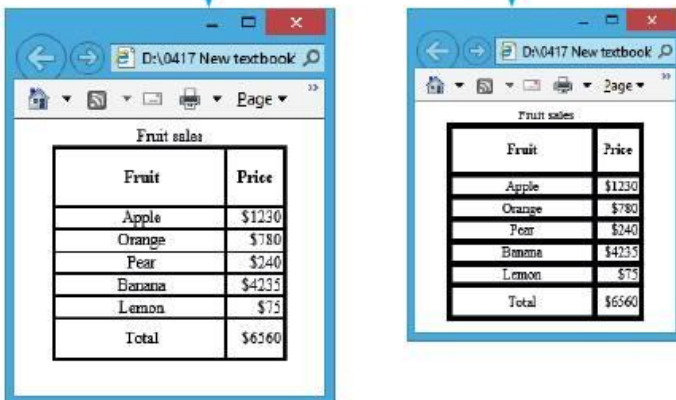 D:\0417 New textbook
Page
Fruit sales
Fruit Price
Apple $1230
Orange $780
Pear $240
Banana $4235
Lemon $75
Total $6560
D:\0417 New textbook
Page
Fruit sales
Fruit Price
Apple $1230
Orange $780
Pear $240
Banana $4235
Lemon $75
Total $6560